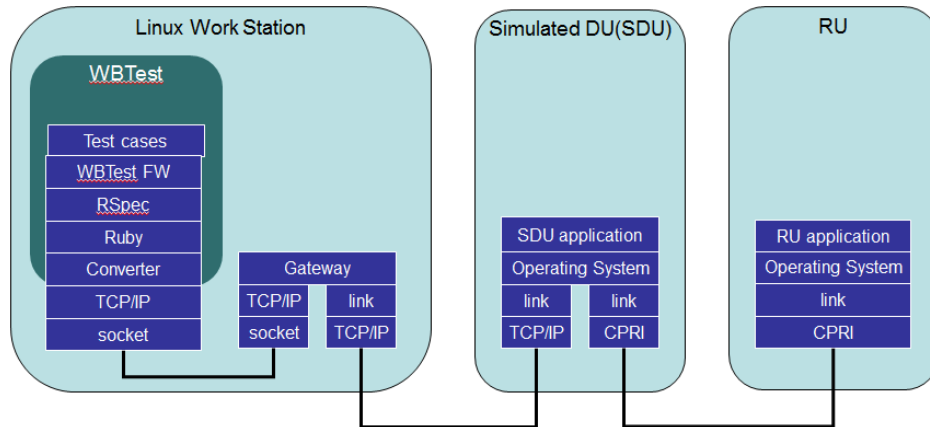 Linux Work Station
WBTest
Test cases
WBTest FW
RSpec
Ruby
Converter
TCP/IP
socket
Gateway
TCP/IP
link
socket
TCP/IP
Simulated DU(SDU)
SDU application
Operating System
link
link
TCP/IP
CPRI
RU
RU application
Operating System
link
CPRI